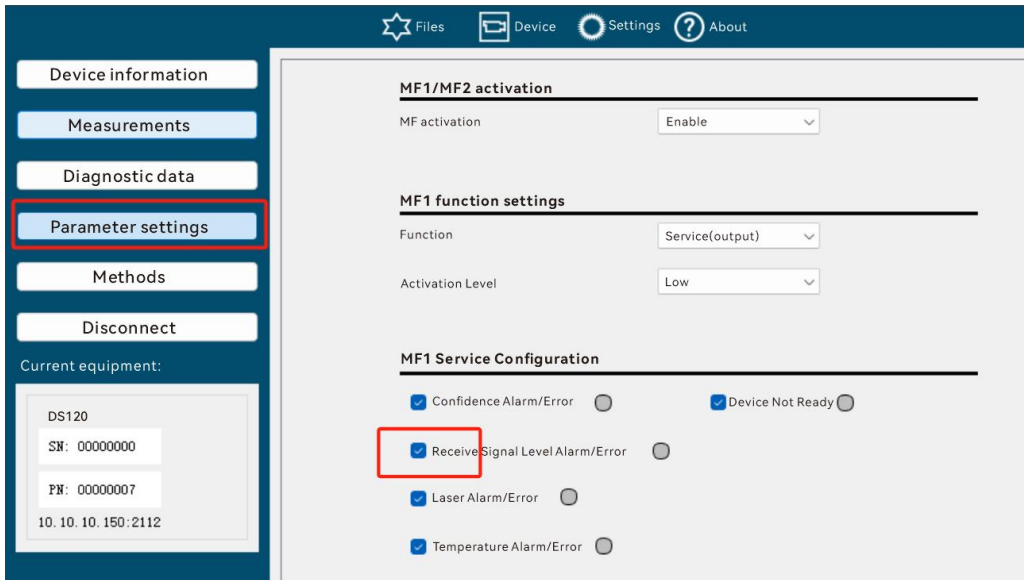 Files Device Settings ? About
Device information
Measurements
Diagnostic data
Parameter settings
Methods
Disconnect
Current equipment:
DS120
SN: 00000000
PN: 00000007
10.10.10.150:2112
MF1/MF2 activation
MF activation Enable
MF1 function settings
Function Service(output)
Activation Level Low
MF1 Service Configuration
Confidence Alarm/Error Device Not Ready
Receive Signal Level Alarm/Error
Laser Alarm/Error
Temperature Alarm/Error